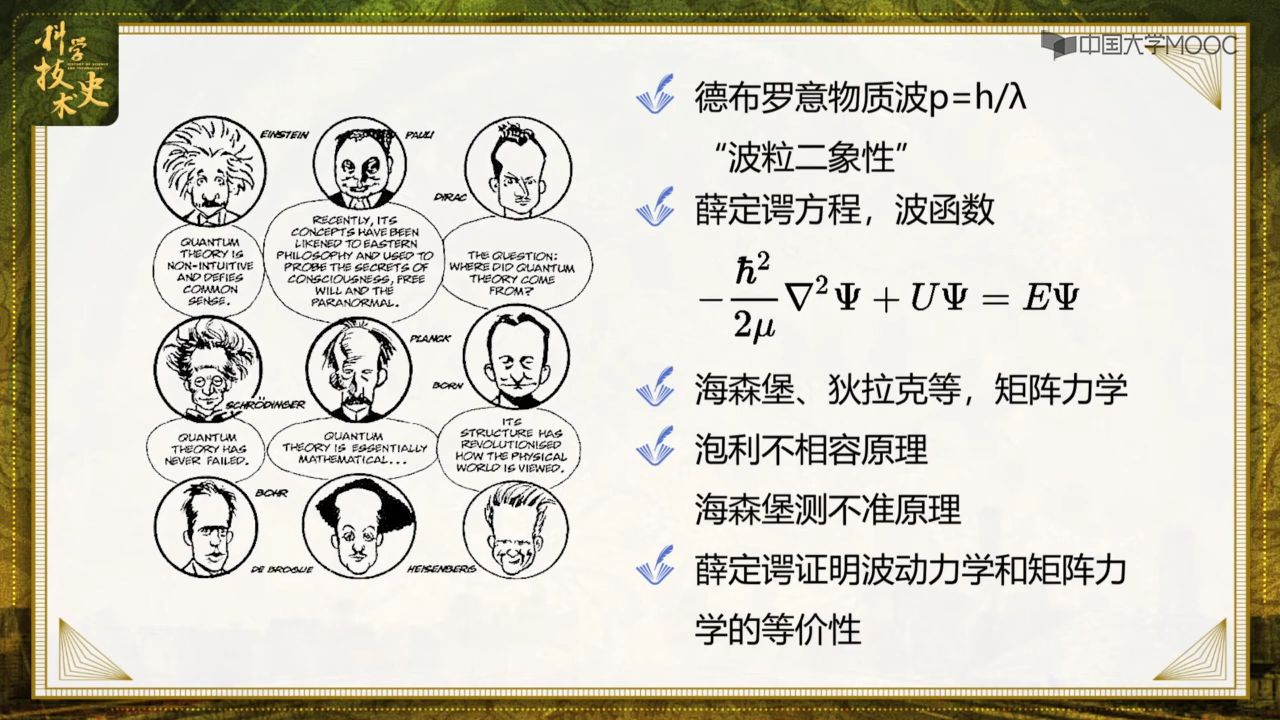 科学
技术史
HISTORY OF SCIENCE
AND TECHNOLOGY
中国大学MOOC
EINSTEIN
PAULI
DIRAC
QUANTUM
THEORY IS
NON-INTUITIVE
AND DEFIES
COMMON
SENSE.
RECENTLY, ITS
CONCEPTS HAVE BEEN
LIKENED TO EASTERN
PHILOSOPHY AND USED TO
PROBE THE SECRETS OF
CONSCIOUSNESS, FREE
WILL AND THE
PARANORMAL.
THE QUESTION:
WHERE DID QUANTUM
THEORY COME
FROM?
SCHRÖDINGER
PLANCK
BORN
QUANTUM
THEORY HAS
NEVER FAILED.
QUANTUM
THEORY IS ESSENTIALLY
MATHEMATICAL...
ITS
STRUCTURE HAS
REVOLUTIONISED
HOW THE PHYSICAL
WORLD IS VIEWED.
BOHR
DE BROGLIE
HEISENBERG
德布罗意物质波p=h/λ
“波粒二象性”
薛定谔方程，波函数
−ℏ²/2μ ∇²Ψ + UΨ = EΨ
海森堡、狄拉克等，矩阵力学
泡利不相容原理
海森堡测不准原理
薛定谔证明波动力学和矩阵力
学的等价性